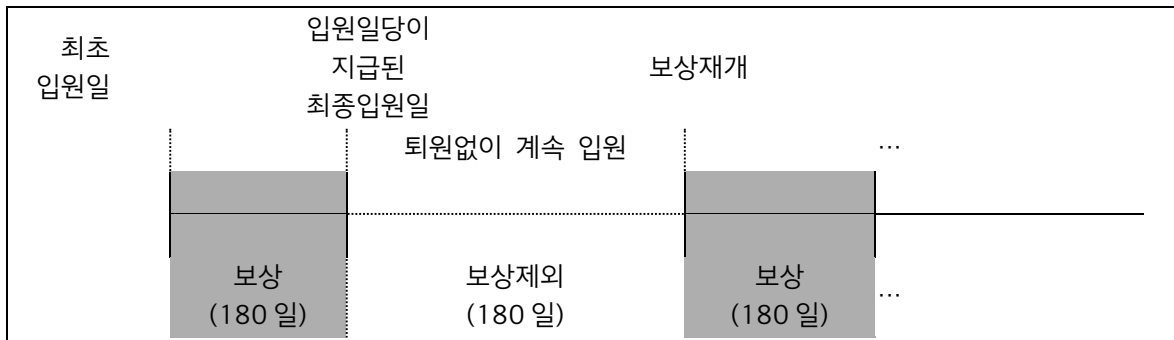 최초
입원일
입원일당이
지급된
최종입원일
보상재개
퇴원없이 계속 입원
...
보상
(180 일)
보상제외
(180 일)
보상
(180 일)
...